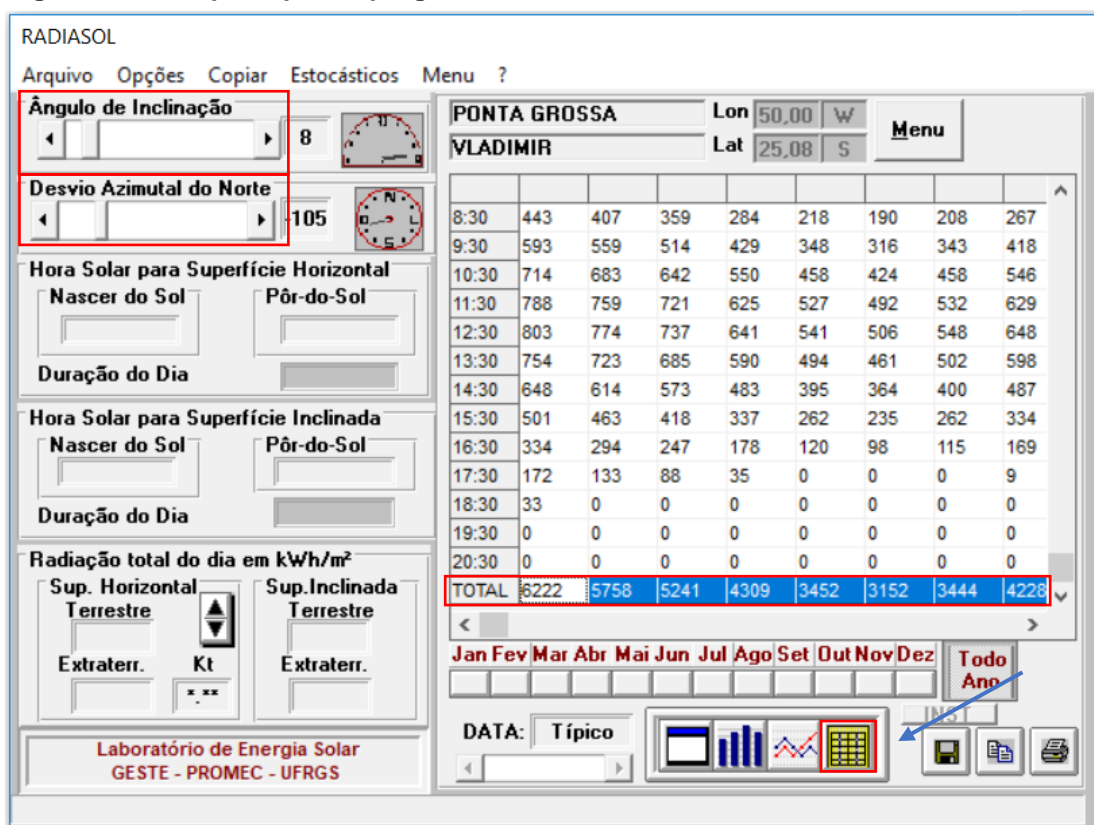 RADIASOL
Arquivo Opções Copiar Estocásticos Menu ?
Ângulo de Inclinação
8
Desvio Azimutal do Norte
-105
N
L
S
Hora Solar para Superfície Horizontal
Nascer do Sol Pôr-do-Sol
Duração do Dia
Hora Solar para Superfície Inclinada
Nascer do Sol Pôr-do-Sol
Duração do Dia
Radiação total do dia em kWh/m²
Sup. Horizontal Sup.Inclinada
Terrestre Terrestre
Extraterr. Kt Extraterr.
*.**
Laboratório de Energia Solar
GESTE - PROMEC - UFRGS
PONTA GROSSA Lon 50,00 W
VLADIMIR Lat 25,08 S
Menu
8:30 443 407 359 284 218 190 208 267
9:30 593 559 514 429 348 316 343 418
10:30 714 683 642 550 458 424 458 546
11:30 788 759 721 625 527 492 532 629
12:30 803 774 737 641 541 506 548 648
13:30 754 723 685 590 494 461 502 598
14:30 648 614 573 483 395 364 400 487
15:30 501 463 418 337 262 235 262 334
16:30 334 294 247 178 120 98 115 169
17:30 172 133 88 35 0 0 0 9
18:30 33 0 0 0 0 0 0 0
19:30 0 0 0 0 0 0 0 0
20:30 0 0 0 0 0 0 0 0
TOTAL 6222 5758 5241 4309 3452 3152 3444 4228
Jan Fev Mar Abr Mai Jun Jul Ago Set Out Nov Dez
Todo
Ano
INST
DATA: Típico